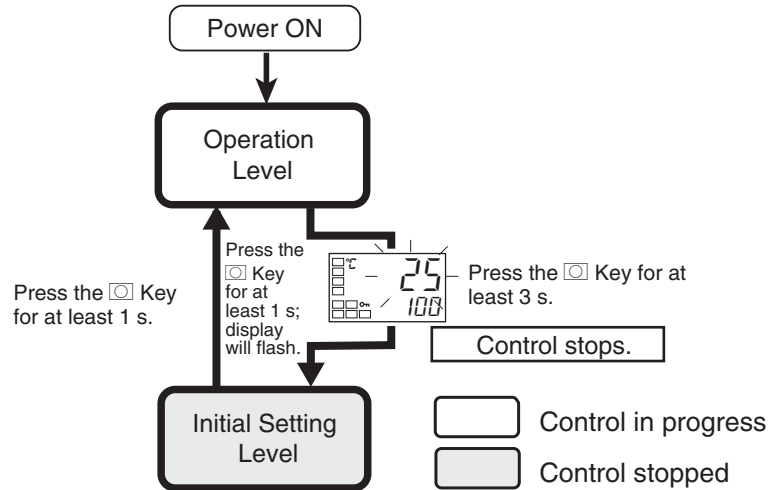 Power ON
Operation
Level
Press the
Key
for at
least 1 s;
display
will flash.
°C
25
100
Press the Key for at
least 3 s.
Press the Key
for at least 1 s.
Control stops.
Initial Setting
Level
Control in progress
Control stopped